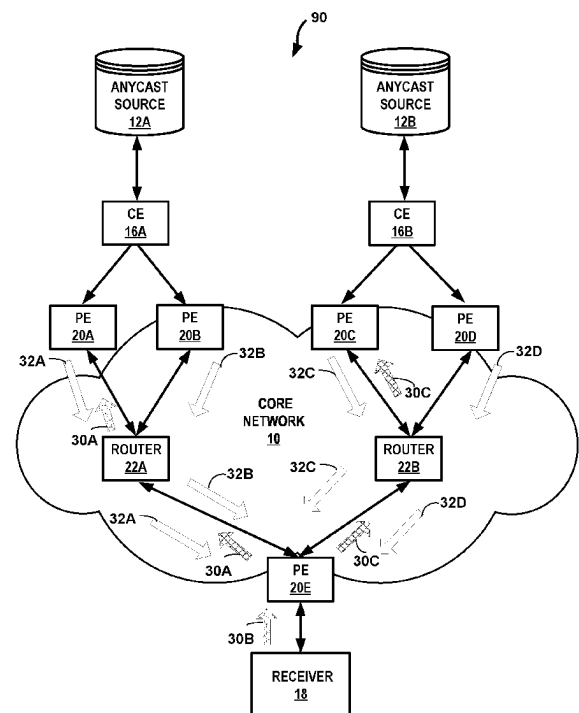 90
ANYCAST
SOURCE
12A
ANYCAST
SOURCE
12B
CE
16A
CE
16B
PE
20A
PE
20B
PE
20C
PE
20D
32A
32B
32C
30C
32D
30A
CORE
NETWORK
10
ROUTER
22A
ROUTER
22B
32B
32C
32A
32D
30A
30C
PE
20E
30B
RECEIVER
18